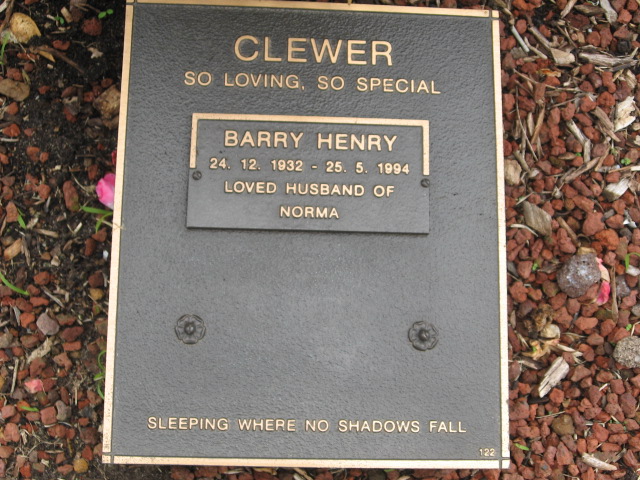 CLEWER
SO LOVING, SO SPECIAL
BARRY HENRY
24. 12. 1932 - 25. 5. 1994
LOVED HUSBAND OF
NORMA
SLEEPING WHERE NO SHADOWS FALL
122